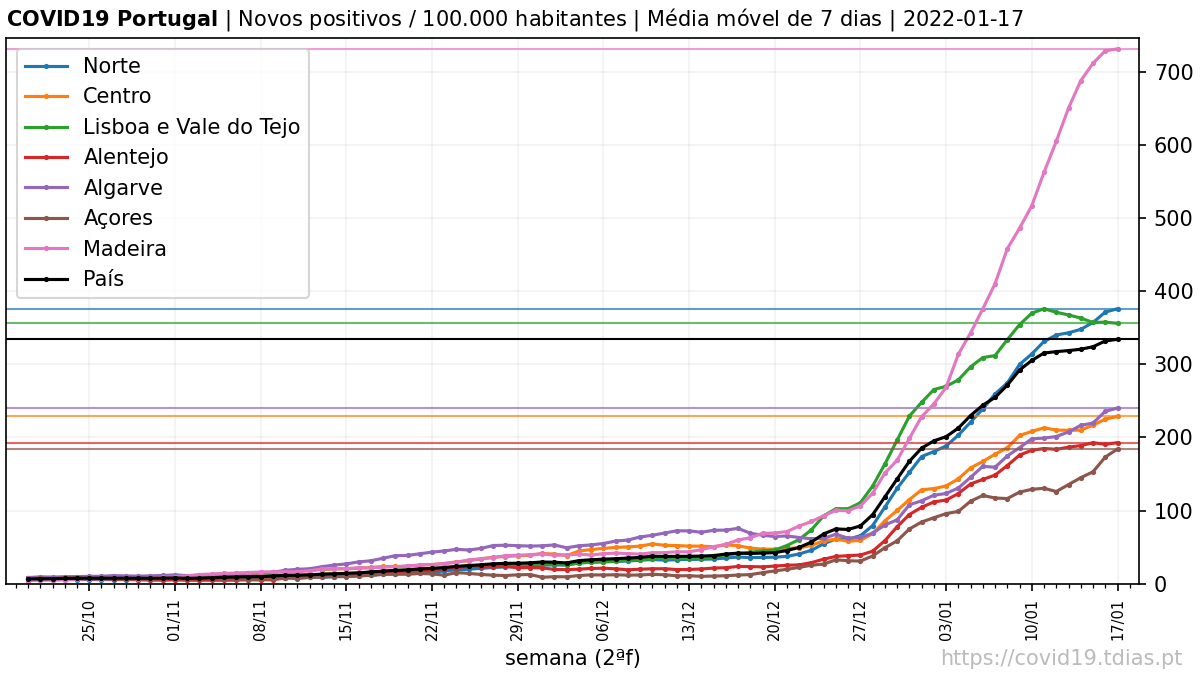 COVID19 Portugal | Novos positivos / 100.000 habitantes | Média móvel de 7 dias | 2022-01-17
Norte
Centro
Lisboa e Vale do Tejo
Alentejo
Algarve
Açores
Madeira
País
700
600
500
400
300
200
100
0
25/10
01/11
08/11
15/11
22/11
29/11
06/12
13/12
20/12
27/12
03/01
10/01
17/01
semana (2ªf)
https://covid19.tdias.pt